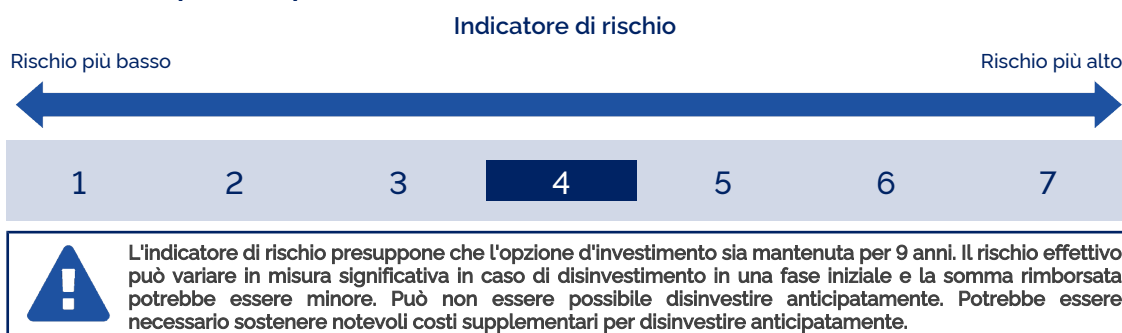 Indicatore di rischio
Rischio più basso Rischio più alto
1 2 3 4 5 6 7
L'indicatore di rischio presuppone che l'opzione d'investimento sia mantenuta per 9 anni. Il rischio effettivo
può variare in misura significativa in caso di disinvestimento in una fase iniziale e la somma rimborsata
potrebbe essere minore. Può non essere possibile disinvestire anticipatamente. Potrebbe essere
necessario sostenere notevoli costi supplementari per disinvestire anticipatamente.